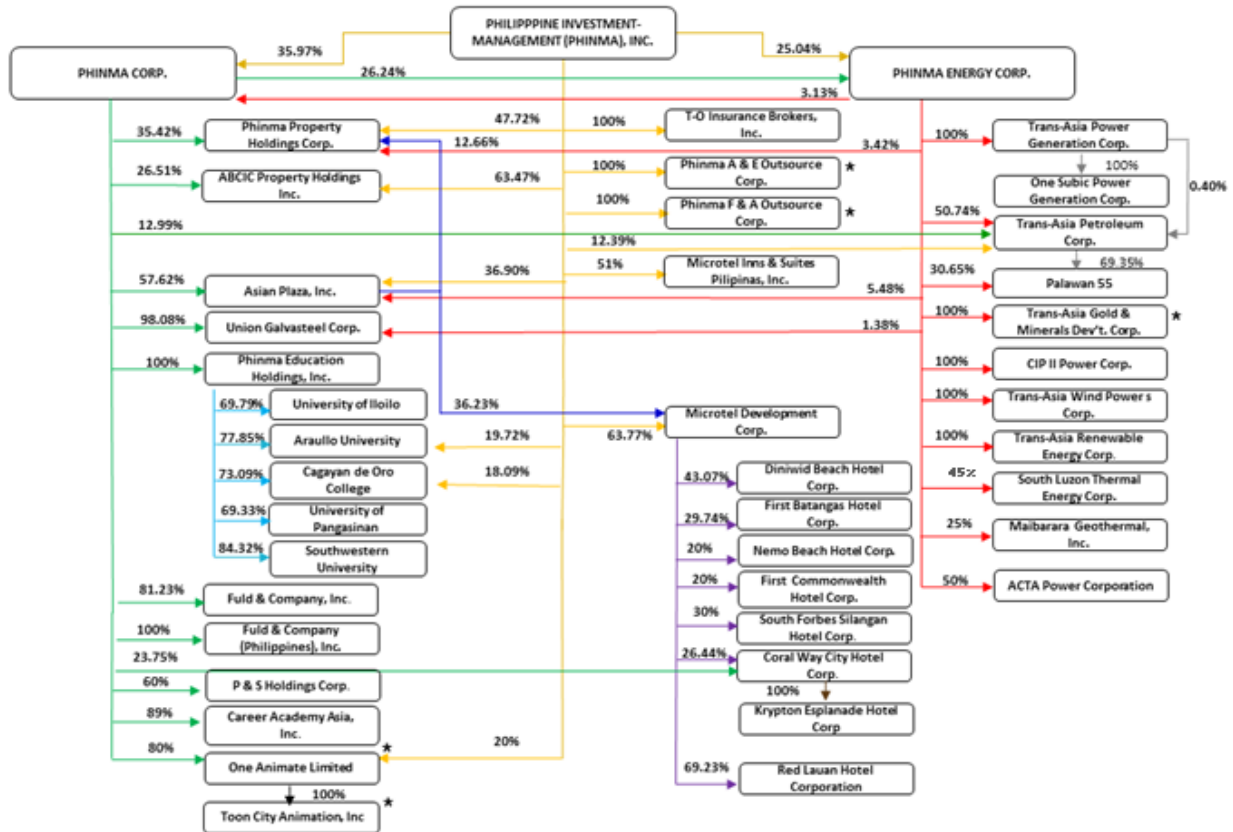 PHILIPPPINE INVESTMENT-
MANAGEMENT (PHINMA), INC.
35.97%
25.04%
PHINMA CORP.
26.24%
PHINMA ENERGY CORP.
3.13%
35.42%
Phinma Property
Holdings Corp.
47.72%
12.66%
100%
T-O Insurance Brokers,
Inc.
3.42%
100%
Trans-Asia Power
Generation Corp.
100%
0.40%
26.51%
ABCIC Property Holdings
Inc.
63.47%
100%
Phinma A & E Outsource
Corp.
*
One Subic Power
Generation Corp.
100%
Phinma F & A Outsource
Corp.
*
50.74%
Trans-Asia Petroleum
Corp.
12.99%
12.39%
69.35%
57.62%
Asian Plaza, Inc.
36.90%
51%
Microtel Inns & Suites
Pilipinas, Inc.
5.48%
30.65%
Palawan 55
98.08%
Union Galvasteel Corp.
1.38%
100%
Trans-Asia Gold &
Minerals Dev't. Corp.
*
100%
Phinma Education
Holdings, Inc.
100%
CIP II Power Corp.
69.79%
University of Iloilo
36.23%
63.77%
Microtel Development
Corp.
100%
Trans-Asia Wind Power s
Corp.
77.85%
Araullo University
19.72%
100%
Trans-Asia Renewable
Energy Corp.
73.09%
Cagayan de Oro
College
18.09%
43.07%
Diniwid Beach Hotel
Corp.
45%
South Luzon Thermal
Energy Corp.
69.33%
University of
Pangasinan
29.74%
First Batangas Hotel
Corp.
25%
Maibarara Geothermal,
Inc.
84.32%
Southwestern
University
20%
Nemo Beach Hotel Corp.
81.23%
Fuld & Company, Inc.
20%
First Commonwealth
Hotel Corp.
50%
ACTA Power Corporation
100%
Fuld & Company
(Philippines), Inc.
30%
South Forbes Silangan
Hotel Corp.
23.75%
26.44%
Coral Way City Hotel
Corp.
60%
P & S Holdings Corp.
100%
Krypton Esplanade Hotel
Corp
89%
Career Academy Asia,
Inc.
80%
One Animate Limited
*
20%
69.23%
Red Lauan Hotel
Corporation
100%
Toon City Animation, Inc
*